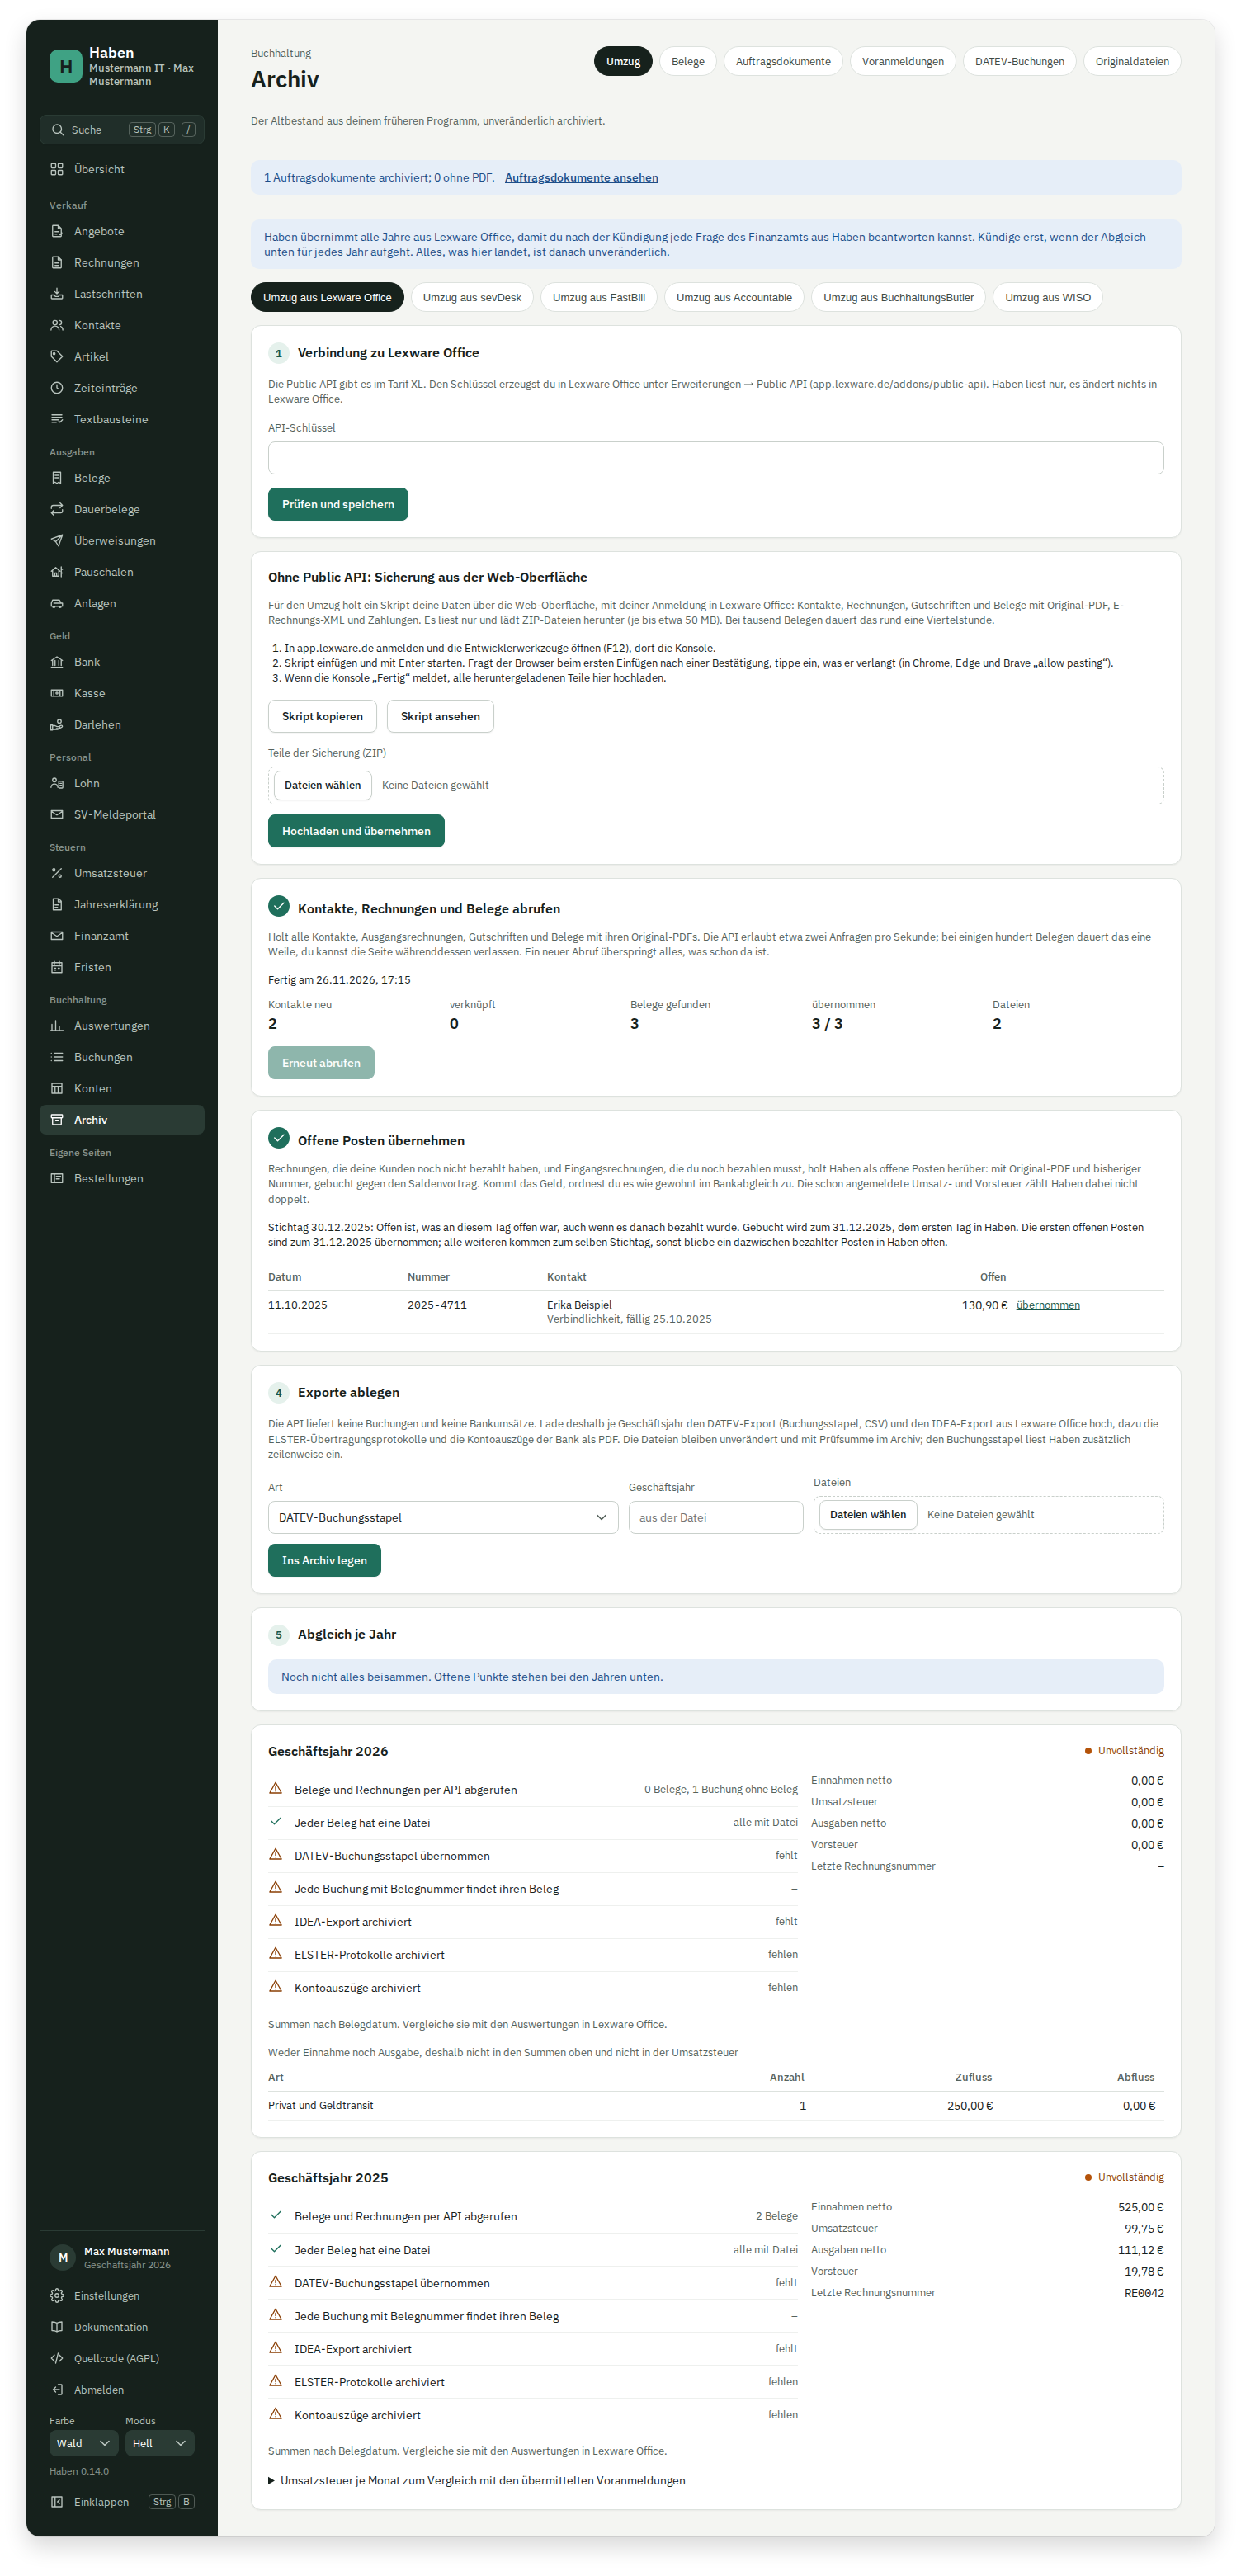 H
Haben
Mustermann IT · Max
Mustermann
Suche Strg K /
Übersicht
Verkauf
Angebote
Rechnungen
Lastschriften
Kontakte
Artikel
Zeiteinträge
Textbausteine
Ausgaben
Belege
Dauerbelege
Überweisungen
Pauschalen
Anlagen
Geld
Bank
Kasse
Darlehen
Personal
Lohn
SV-Meldeportal
Steuern
Umsatzsteuer
Jahreserklärung
Finanzamt
Fristen
Buchhaltung
Auswertungen
Buchungen
Konten
Archiv
Eigene Seiten
Bestellungen
M
Max Mustermann
Geschäftsjahr 2026
Einstellungen
Dokumentation
Quellcode (AGPL)
Abmelden
Farbe Modus
Wald Hell
Haben 0.14.0
Einklappen Strg B
Buchhaltung
Archiv
Umzug Belege Auftragsdokumente Voranmeldungen DATEV-Buchungen Originaldateien
Der Altbestand aus deinem früheren Programm, unveränderlich archiviert.
1 Auftragsdokumente archiviert; 0 ohne PDF. Auftragsdokumente ansehen
Haben übernimmt alle Jahre aus Lexware Office, damit du nach der Kündigung jede Frage des Finanzamts aus Haben beantworten kannst. Kündige erst, wenn der Abgleich
unten für jedes Jahr aufgeht. Alles, was hier landet, ist danach unveränderlich.
Umzug aus Lexware Office Umzug aus sevDesk Umzug aus FastBill Umzug aus Accountable Umzug aus BuchhaltungsButler Umzug aus WISO
1 Verbindung zu Lexware Office
Die Public API gibt es im Tarif XL. Den Schlüssel erzeugst du in Lexware Office unter Erweiterungen → Public API (app.lexware.de/addons/public-api). Haben liest nur, es ändert nichts in
Lexware Office.
API-Schlüssel
Prüfen und speichern
Ohne Public API: Sicherung aus der Web-Oberfläche
Für den Umzug holt ein Skript deine Daten über die Web-Oberfläche, mit deiner Anmeldung in Lexware Office: Kontakte, Rechnungen, Gutschriften und Belege mit Original-PDF, E-
Rechnungs-XML und Zahlungen. Es liest nur und lädt ZIP-Dateien herunter (je bis etwa 50 MB). Bei tausend Belegen dauert das rund eine Viertelstunde.
1. In app.lexware.de anmelden und die Entwicklerwerkzeuge öffnen (F12), dort die Konsole.
2. Skript einfügen und mit Enter starten. Fragt der Browser beim ersten Einfügen nach einer Bestätigung, tippe ein, was er verlangt (in Chrome, Edge und Brave „allow pasting“).
3. Wenn die Konsole „Fertig“ meldet, alle heruntergeladenen Teile hier hochladen.
Skript kopieren Skript ansehen
Teile der Sicherung (ZIP)
Dateien wählen Keine Dateien gewählt
Hochladen und übernehmen
Kontakte, Rechnungen und Belege abrufen
Holt alle Kontakte, Ausgangsrechnungen, Gutschriften und Belege mit ihren Original-PDFs. Die API erlaubt etwa zwei Anfragen pro Sekunde; bei einigen hundert Belegen dauert das eine
Weile, du kannst die Seite währenddessen verlassen. Ein neuer Abruf überspringt alles, was schon da ist.
Fertig am 26.11.2026, 17:15
Kontakte neu verknüpft Belege gefunden übernommen Dateien
2 0 3 3 / 3 2
Erneut abrufen
Offene Posten übernehmen
Rechnungen, die deine Kunden noch nicht bezahlt haben, und Eingangsrechnungen, die du noch bezahlen musst, holt Haben als offene Posten herüber: mit Original-PDF und bisheriger
Nummer, gebucht gegen den Saldenvortrag. Kommt das Geld, ordnest du es wie gewohnt im Bankabgleich zu. Die schon angemeldete Umsatz- und Vorsteuer zählt Haben dabei nicht
doppelt.
Stichtag 30.12.2025: Offen ist, was an diesem Tag offen war, auch wenn es danach bezahlt wurde. Gebucht wird zum 31.12.2025, dem ersten Tag in Haben. Die ersten offenen Posten
sind zum 31.12.2025 übernommen; alle weiteren kommen zum selben Stichtag, sonst bliebe ein dazwischen bezahlter Posten in Haben offen.
Datum Nummer Kontakt Offen
11.10.2025 2025-4711 Erika Beispiel 130,90 € übernommen
Verbindlichkeit, fällig 25.10.2025
4 Exporte ablegen
Die API liefert keine Buchungen und keine Bankumsätze. Lade deshalb je Geschäftsjahr den DATEV-Export (Buchungsstapel, CSV) und den IDEA-Export aus Lexware Office hoch, dazu die
ELSTER-Übertragungsprotokolle und die Kontoauszüge der Bank als PDF. Die Dateien bleiben unverändert und mit Prüfsumme im Archiv; den Buchungsstapel liest Haben zusätzlich
zeilenweise ein.
Art Geschäftsjahr Dateien
DATEV-Buchungsstapel aus der Datei Dateien wählen Keine Dateien gewählt
Ins Archiv legen
5 Abgleich je Jahr
Noch nicht alles beisammen. Offene Punkte stehen bei den Jahren unten.
Geschäftsjahr 2026 Unvollständig
Belege und Rechnungen per API abgerufen 0 Belege, 1 Buchung ohne Beleg
Jeder Beleg hat eine Datei alle mit Datei
DATEV-Buchungsstapel übernommen fehlt
Jede Buchung mit Belegnummer findet ihren Beleg –
IDEA-Export archiviert fehlt
ELSTER-Protokolle archiviert fehlen
Kontoauszüge archiviert fehlen
Einnahmen netto 0,00 €
Umsatzsteuer 0,00 €
Ausgaben netto 0,00 €
Vorsteuer 0,00 €
Letzte Rechnungsnummer –
Summen nach Belegdatum. Vergleiche sie mit den Auswertungen in Lexware Office.
Weder Einnahme noch Ausgabe, deshalb nicht in den Summen oben und nicht in der Umsatzsteuer
Art Anzahl Zufluss Abfluss
Privat und Geldtransit 1 250,00 € 0,00 €
Geschäftsjahr 2025 Unvollständig
Belege und Rechnungen per API abgerufen 2 Belege
Jeder Beleg hat eine Datei alle mit Datei
DATEV-Buchungsstapel übernommen fehlt
Jede Buchung mit Belegnummer findet ihren Beleg –
IDEA-Export archiviert fehlt
ELSTER-Protokolle archiviert fehlen
Kontoauszüge archiviert fehlen
Einnahmen netto 525,00 €
Umsatzsteuer 99,75 €
Ausgaben netto 111,12 €
Vorsteuer 19,78 €
Letzte Rechnungsnummer RE0042
Summen nach Belegdatum. Vergleiche sie mit den Auswertungen in Lexware Office.
Umsatzsteuer je Monat zum Vergleich mit den übermittelten Voranmeldungen